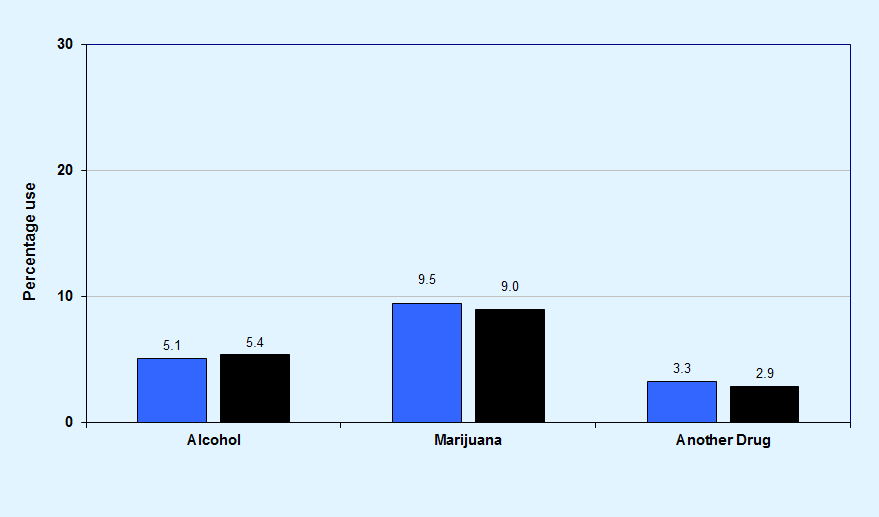 30
20
10
0
Percentage use
5.1
5.4
9.5
9.0
3.3
2.9
Alcohol
Marijuana
Another Drug